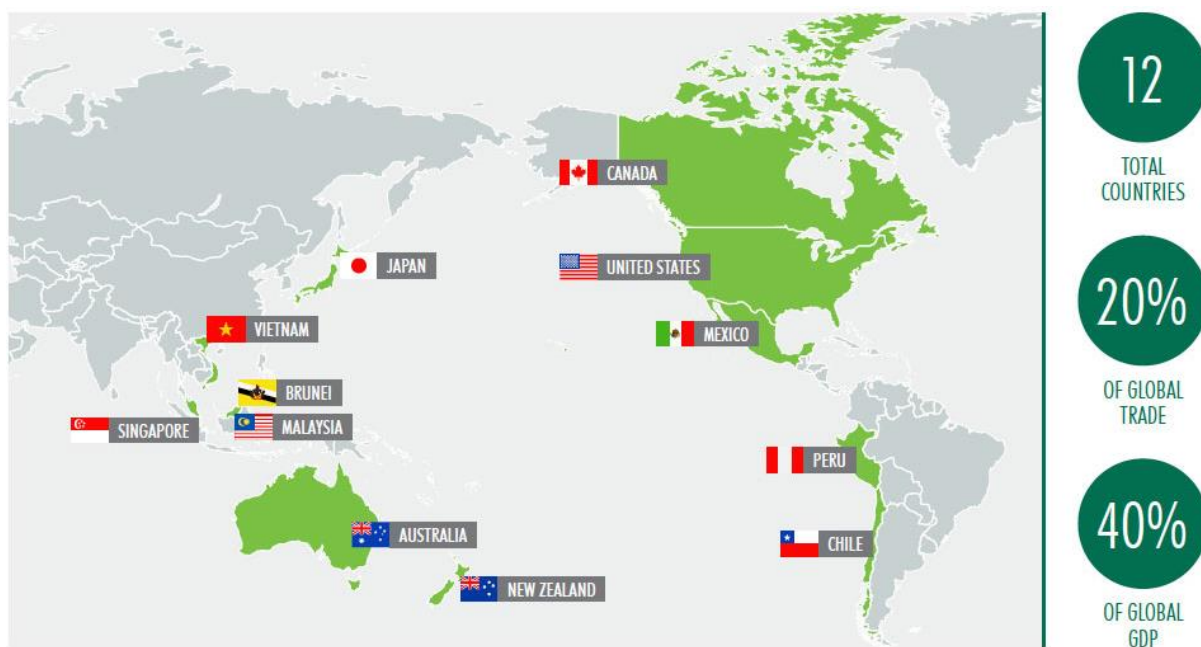 CANADA
JAPAN
UNITED STATES
VIETNAM
MEXICO
BRUNEI
SINGAPORE
MALAYSIA
PERU
AUSTRALIA
CHILE
NEW ZEALAND
12
TOTAL
COUNTRIES
20%
OF GLOBAL
TRADE
40%
OF GLOBAL
GDP